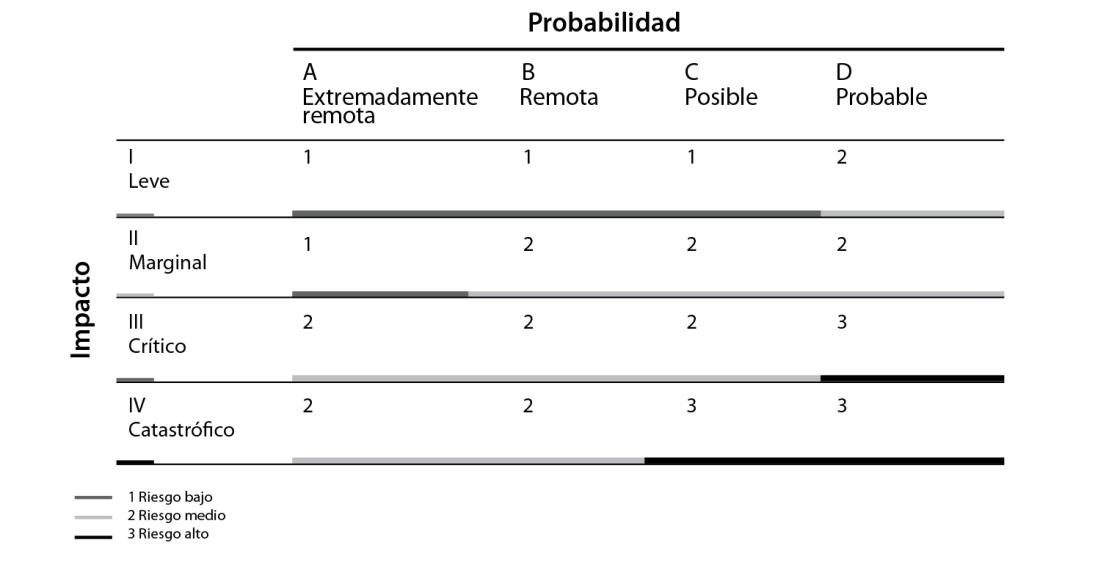 Probabilidad
A B C D
Extremadamente Remota Posible Probable
remota
I 1 1 1 2
Leve
II 1 2 2 2
Marginal
Impacto
III 2 2 2 3
Crítico
IV 2 2 3 3
Catastrófico
1 Riesgo bajo
2 Riesgo medio
3 Riesgo alto